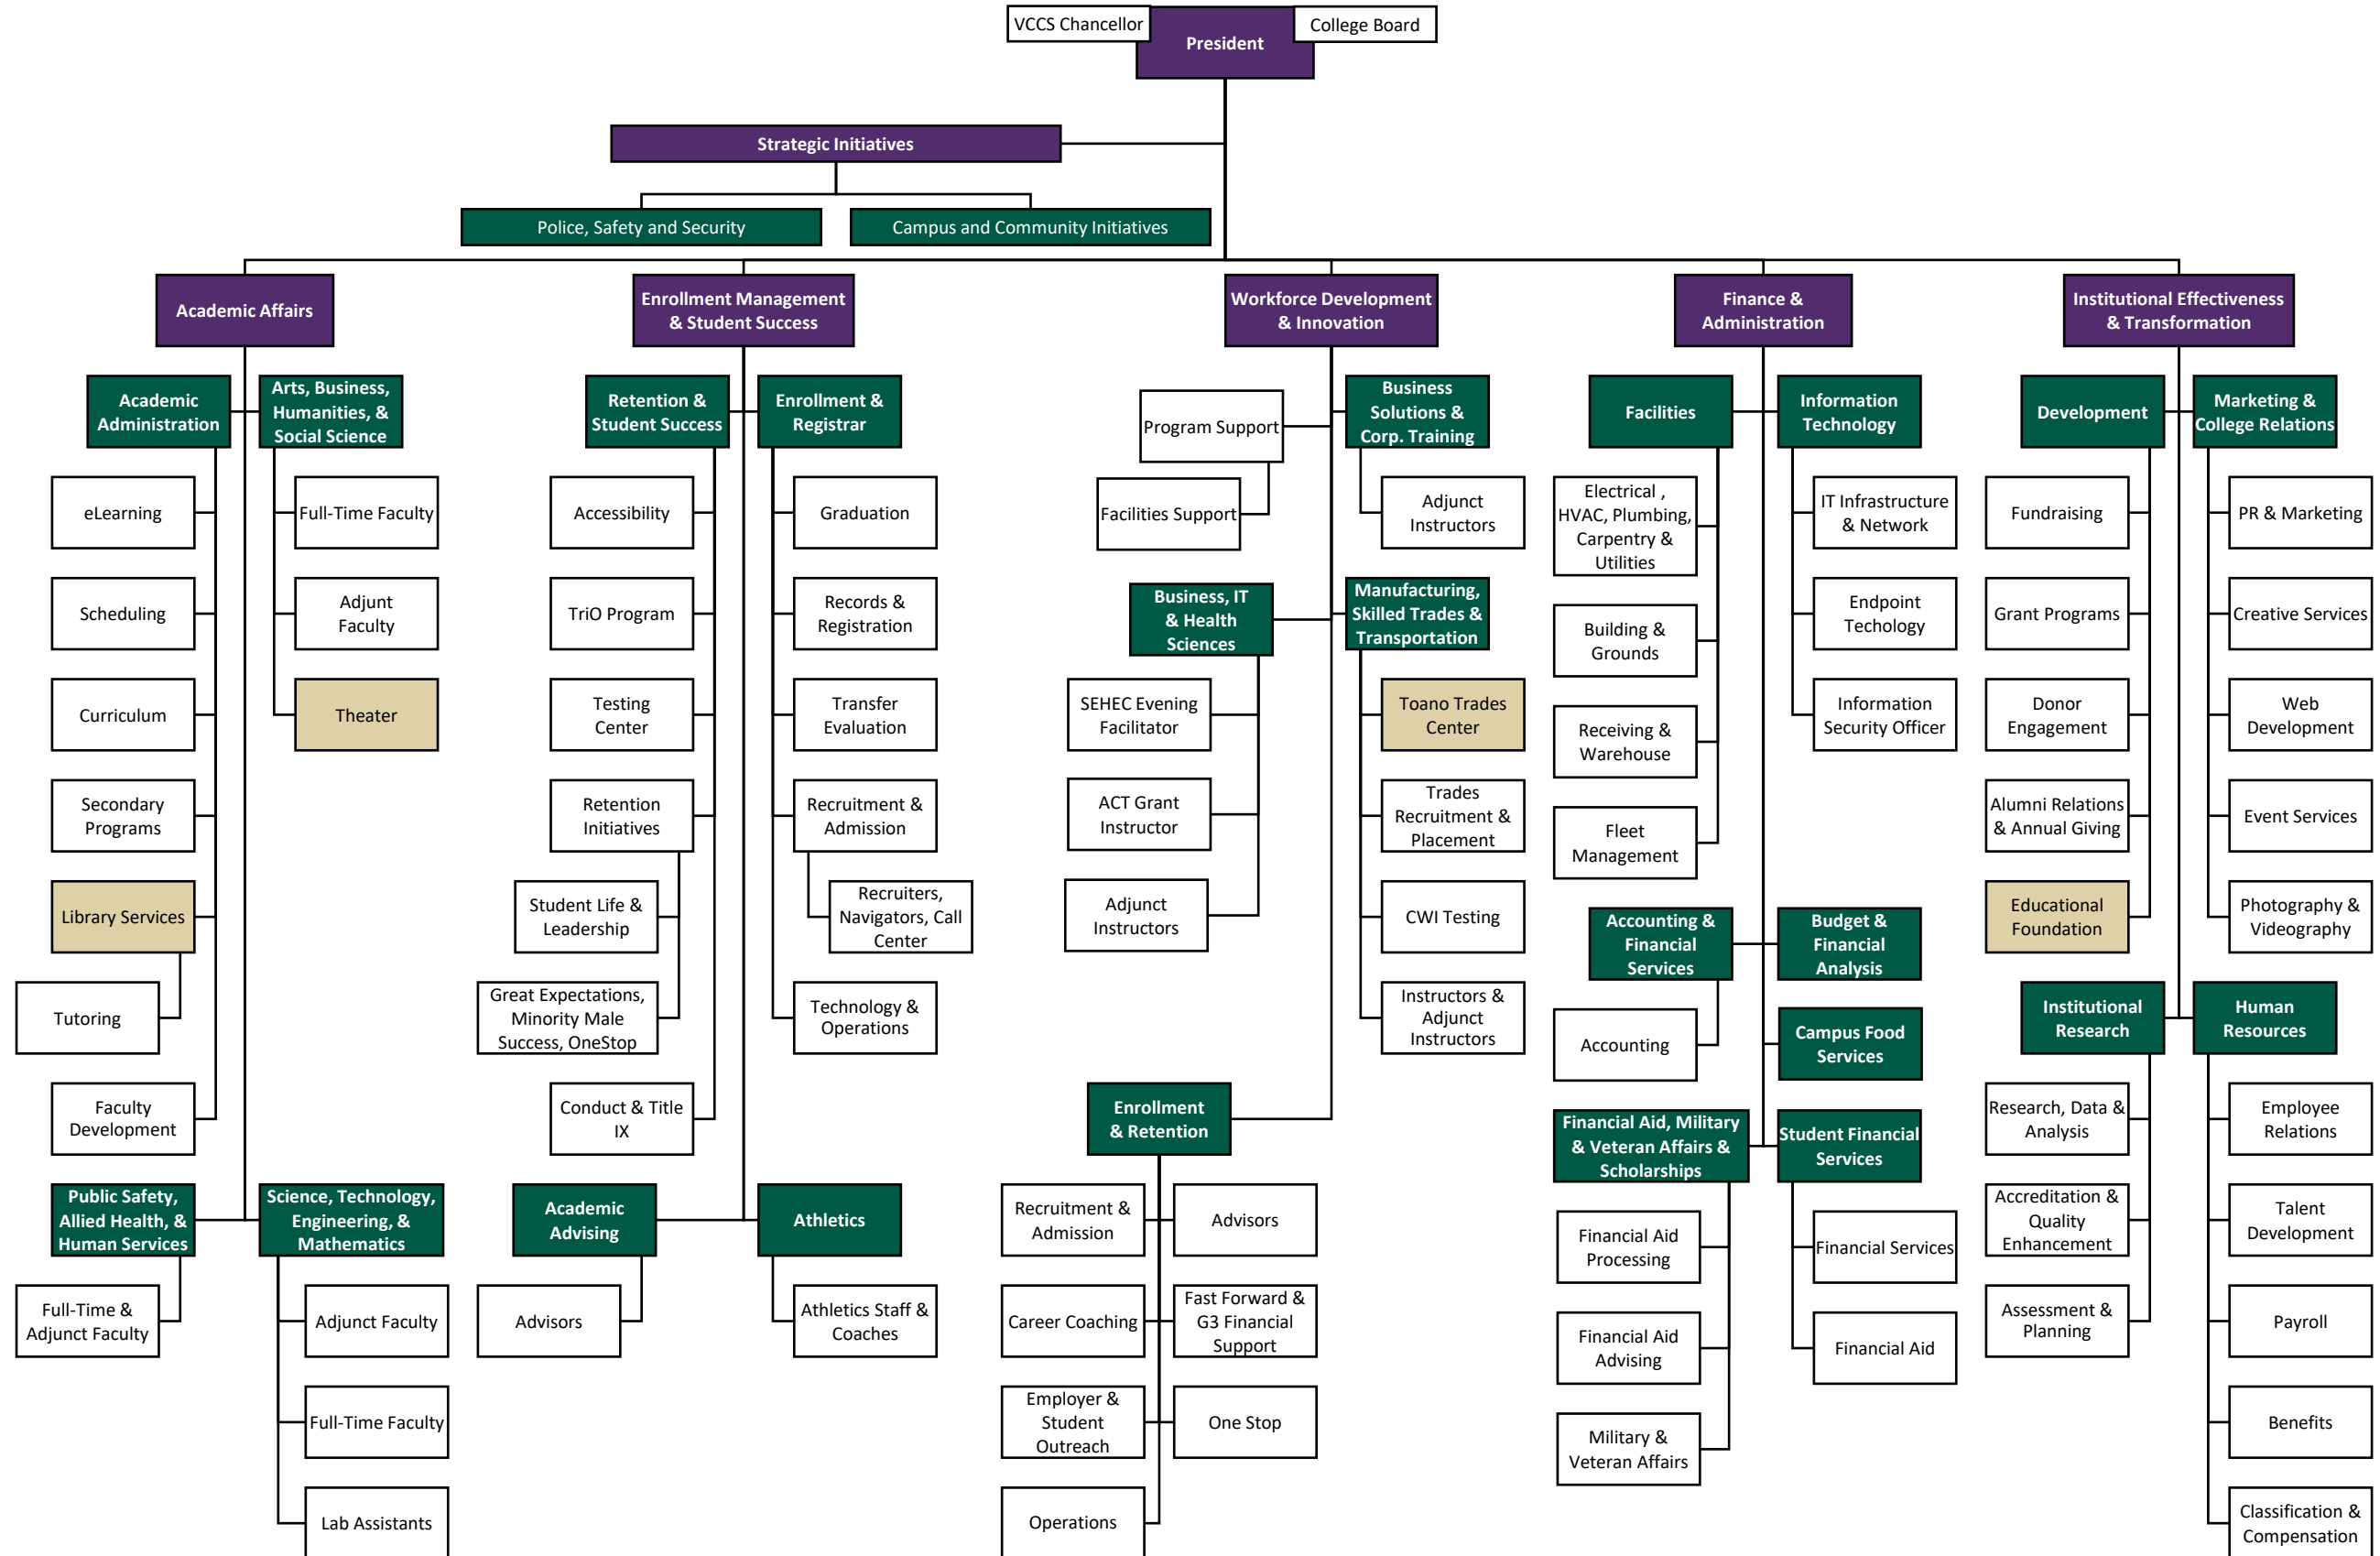 VCCS Chancellor
President
College Board
Strategic Initiatives
Police, Safety and Security
Campus and Community Initiatives
Academic Affairs
Academic
Administration
eLearning
Scheduling
Curriculum
Secondary
Programs
Library Services
Tutoring
Faculty
Development
Arts, Business,
Humanities, &
Social Science
Full-Time Faculty
Adjunt
Faculty
Theater
Public Safety,
Allied Health, &
Human Services
Full-Time &
Adjunct Faculty
Science, Technology,
Engineering, &
Mathematics
Adjunct Faculty
Full-Time Faculty
Lab Assistants
Enrollment Management
& Student Success
Retention &
Student Success
Accessibility
TriO Program
Testing
Center
Retention
Initiatives
Student Life &
Leadership
Great Expectations,
Minority Male
Success, OneStop
Conduct & Title
IX
Enrollment &
Registrar
Graduation
Records &
Registration
Transfer
Evaluation
Recruitment &
Admission
Recruiters,
Navigators, Call
Center
Technology &
Operations
Academic
Advising
Advisors
Athletics
Athletics Staff &
Coaches
Workforce Development
& Innovation
Program Support
Facilities Support
Business
Solutions &
Corp. Training
Adjunct
Instructors
Business, IT
& Health
Sciences
SEHEC Evening
Facilitator
ACT Grant
Instructor
Adjunct
Instructors
Manufacturing,
Skilled Trades &
Transportation
Toano Trades
Center
Trades
Recruitment &
Placement
CWI Testing
Instructors &
Adjunct
Instructors
Enrollment
& Retention
Recruitment &
Admission
Advisors
Career Coaching
Fast Forward &
G3 Financial
Support
Employer &
Student
Outreach
One Stop
Operations
Finance &
Administration
Facilities
Electrical ,
HVAC, Plumbing,
Carpentry &
Utilities
Building &
Grounds
Receiving &
Warehouse
Fleet
Management
Information
Technology
IT Infrastructure
& Network
Endpoint
Techology
Information
Security Officer
Accounting &
Financial
Services
Accounting
Budget &
Financial
Analysis
Campus Food
Services
Financial Aid, Military
& Veteran Affairs &
Scholarships
Financial Aid
Processing
Financial Aid
Advising
Military &
Veteran Affairs
Student Financial
Services
Financial Services
Financial Aid
Institutional Effectiveness
& Transformation
Development
Fundraising
Grant Programs
Donor
Engagement
Alumni Relations
& Annual Giving
Educational
Foundation
Marketing &
College Relations
PR & Marketing
Creative Services
Web
Development
Event Services
Photography &
Videography
Institutional
Research
Research, Data &
Analysis
Accreditation &
Quality
Enhancement
Assessment &
Planning
Human
Resources
Employee
Relations
Talent
Development
Payroll
Benefits
Classification &
Compensation